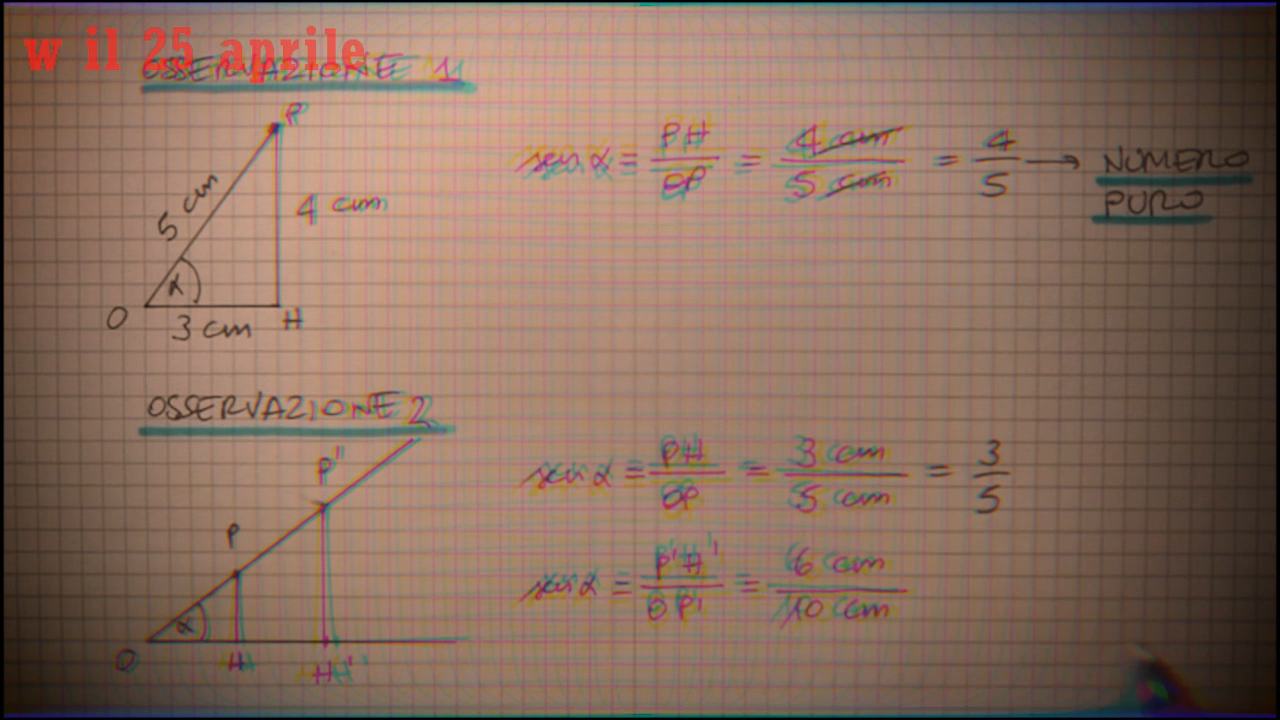 w il 25 aprile
OSSERVAZIONE 1
P
5 cm
4 cm
α
O
3 cm
H
sen α ≡ PH / OP = 4 cm / 5 cm = 4 / 5 → NUMERO
PURO
OSSERVAZIONE 2
P"
P
α
O
H
H'
sen α ≡ PH / OP = 3 cm / 5 cm = 3 / 5
sen α ≡ P'H' / OP' = 6 cm / 10 cm